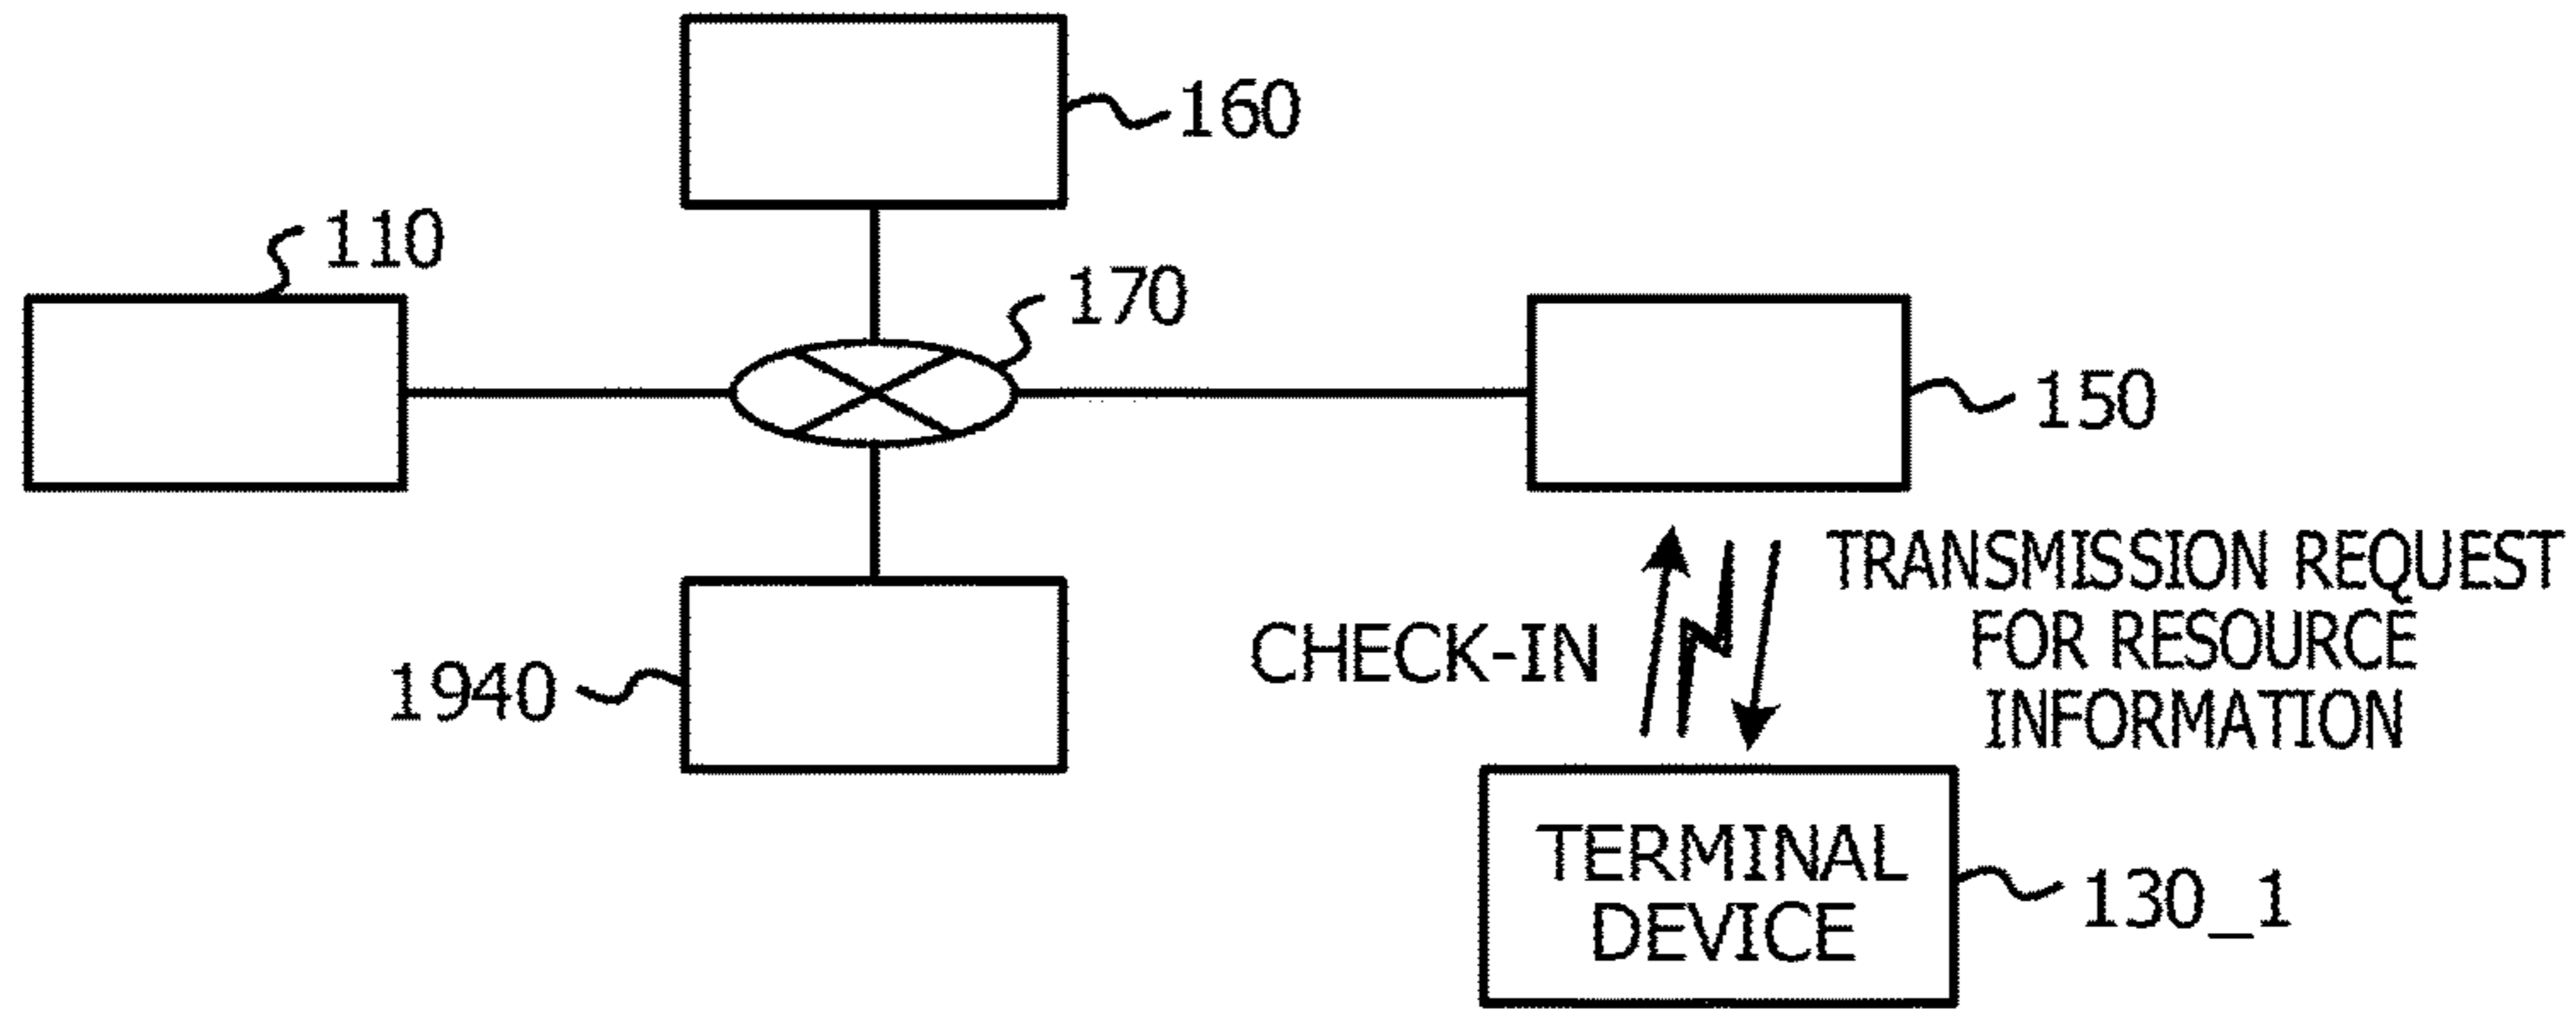 160
110
170
150
TRANSMISSION REQUEST
FOR RESOURCE
CHECK-IN
INFORMATION
1940
TERMINAL
DEVICE
130_1